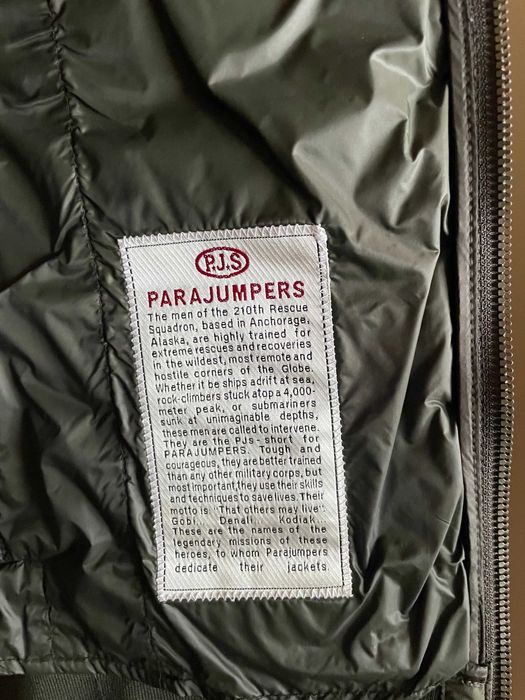 P.J.S
PARAJUMPERS
The men of the 210th Rescue
Squadron, based in Anchorage,
Alaska, are highly trained for
extreme rescues and recoveries
in the wildest, most remote and
hostile corners of the Globe.
Whether it be ships adrift at sea,
rock-climbers stuck atop a 4,000-
meter peak, or submariners
sunk at unimaginable depths,
these men are called to intervene.
They are the PJs - short for
PARAJUMPERS. Tough and
courageous, they are better trained
than any other military corps, but
most important, they use their skills
and techniques to save lives. Their
motto is "That others may live".
Gobi... Denali... Kodiak...
These are the names of the
legendary missions of these
heroes, to whom Parajumpers
dedicate their jackets